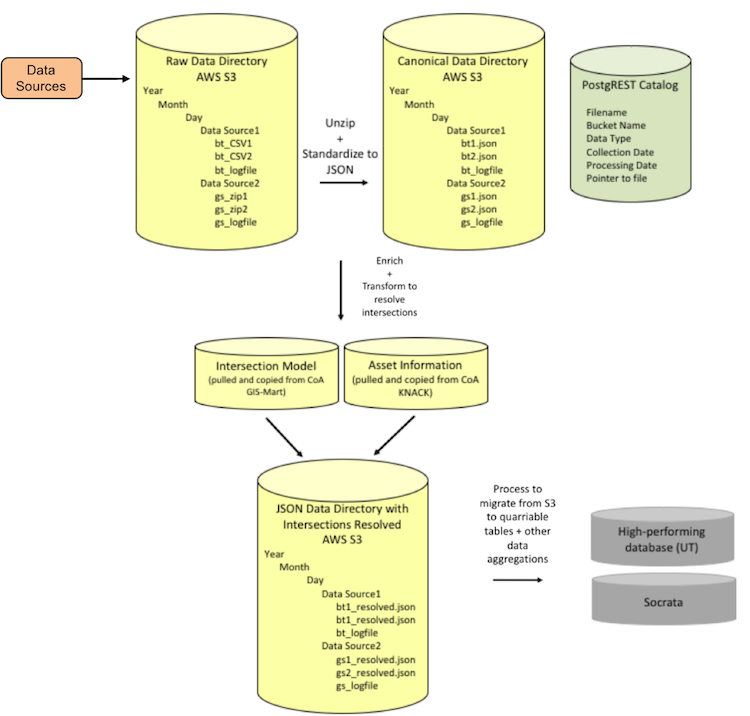 Data
Sources
Raw Data Directory
AWS S3
Year
Month
Day
Data Source1
bt_CSV1
bt_CSV2
bt_logfile
Data Source2
gs_zip1
gs_zip2
gs_logfile
Unzip
+
Standardize to
JSON
Canonical Data Directory
AWS S3
Year
Month
Day
Data Source1
bt1.json
bt2.json
bt_logfile
Data Source2
gs1.json
gs2.json
gs_logfile
PostgREST Catalog
Filename
Bucket Name
Data Type
Collection Date
Processing Date
Pointer to file
Enrich
+
Transform to
resolve
intersections
Intersection Model
(pulled and copied from CoA
GIS-Mart)
Asset Information
(pulled and copied from CoA
KNACK)
JSON Data Directory with
Intersections Resolved
AWS S3
Year
Month
Day
Data Source1
bt1_resolved.json
bt1_resolved.json
bt_logfile
Data Source2
gs1_resolved.json
gs2_resolved.json
gs_logfile
Process to
migrate from S3
to quarriable
tables + other
data
aggregations
High-performing
database (UT)
Socrata